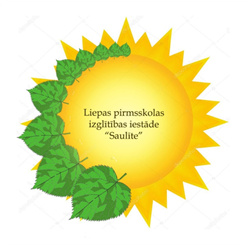 Liepas pirmsskolas
izglītības iestāde
“Saulīte”